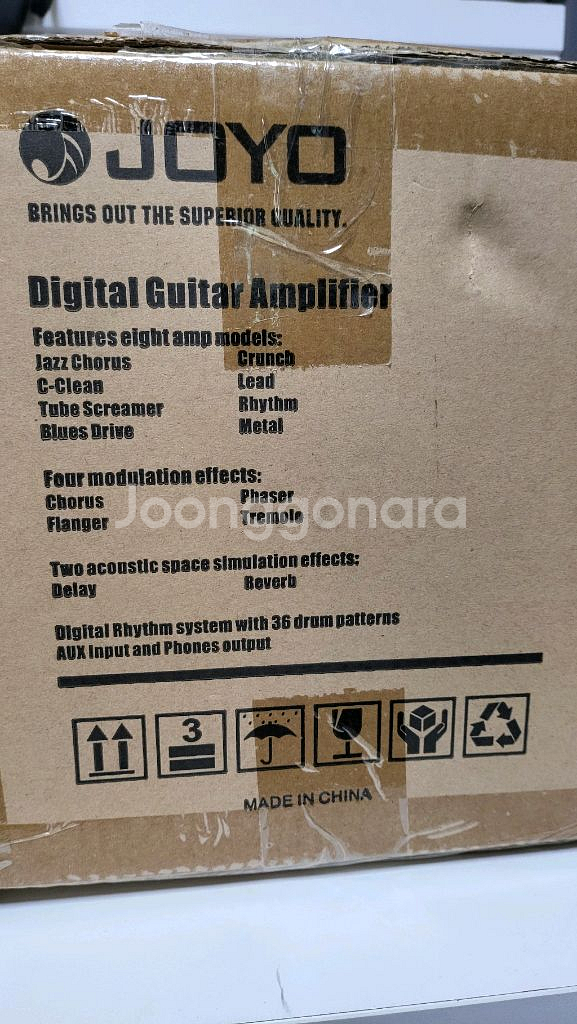 JOYO
BRINGS OUT THE SUPERIOR QUALITY.
Digital Guitar Amplifier
Features eight amp models:
Jazz Chorus Crunch
C-Clean Lead
Tube Screamer Rhythm
Blues Drive Metal
Four modulation effects:
Chorus Phaser
Flanger Tremole
Joonggonara
Two acoustic space simulation effects:
Delay Reverb
Digital Rhythm system with 36 drum patterns
AUX input and Phones output
3
MADE IN CHINA